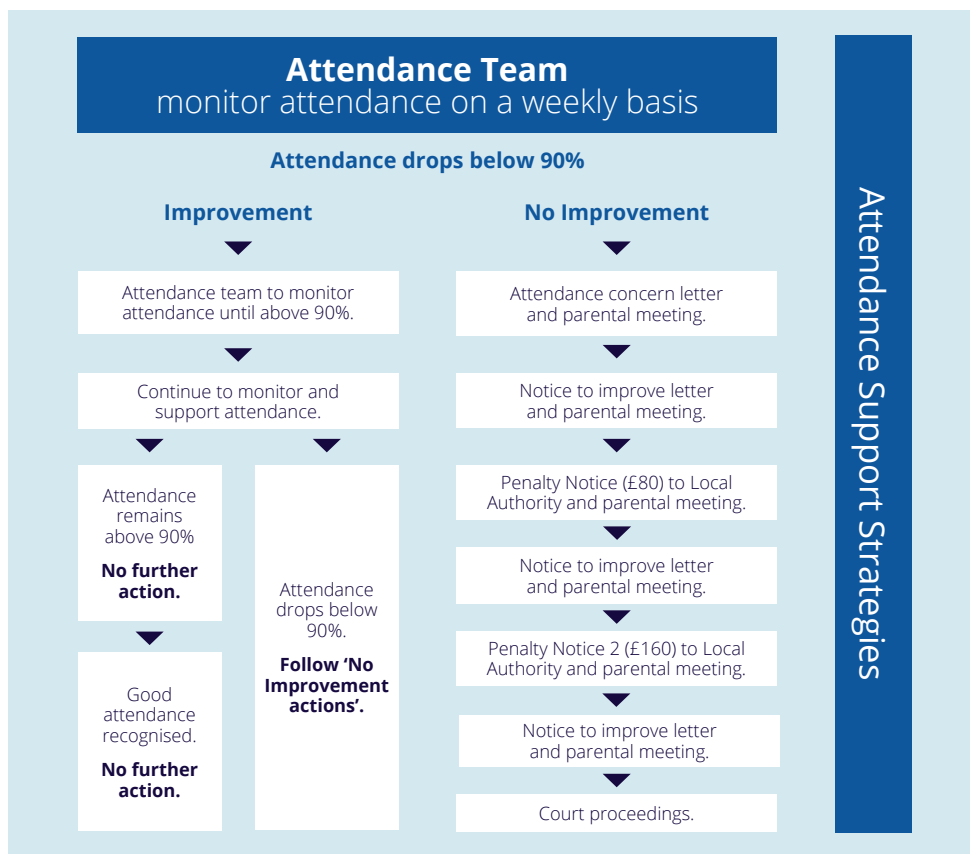 Attendance Team
monitor attendance on a weekly basis
Attendance drops below 90%
Improvement
Attendance team to monitor
attendance until above 90%.
Continue to monitor and
support attendance.
Attendance
remains
above 90%
No further
action.
Good
attendance
recognised.
No further
action.
Attendance
drops below
90%.
Follow ‘No
Improvement
actions’.
No Improvement
Attendance concern letter
and parental meeting.
Notice to improve letter
and parental meeting.
Penalty Notice (£80) to Local
Authority and parental meeting.
Notice to improve letter
and parental meeting.
Penalty Notice 2 (£160) to Local
Authority and parental meeting.
Notice to improve letter
and parental meeting.
Court proceedings.
Attendance Support Strategies